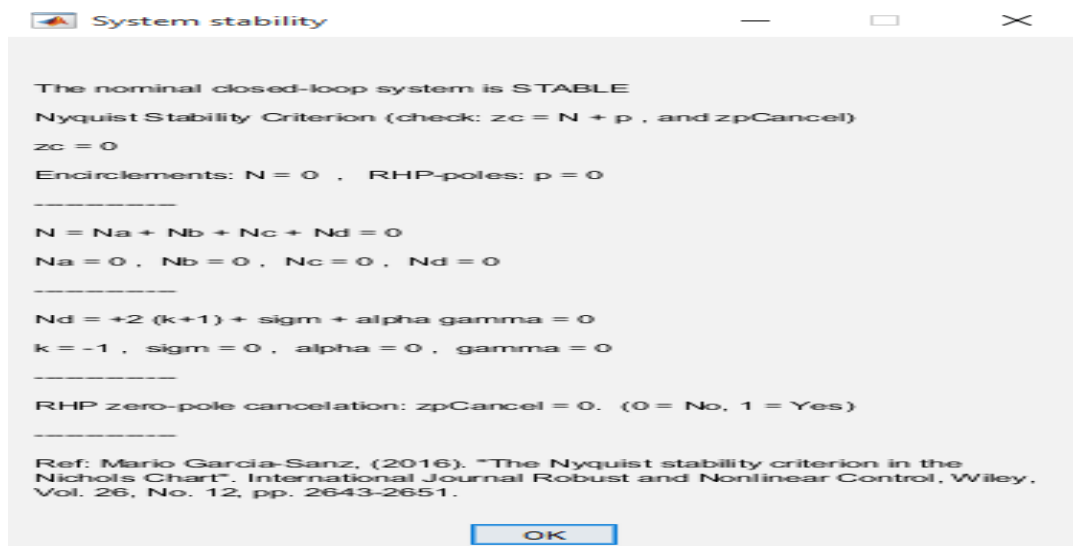 System stability
The nominal closed-loop system is STABLE
Nyquist Stability Criterion (check: zc = N + p , and zpCancel)
zc = 0
Encirclements: N = 0 , RHP-poles: p = 0
---------------
N = Na + Nb + Nc + Nd = 0
Na = 0 , Nb = 0 , Nc = 0 , Nd = 0
---------------
Nd = +2 (k+1) + sigm + alpha gamma = 0
k = -1 , sigm = 0 , alpha = 0 , gamma = 0
---------------
RHP zero-pole cancelation: zpCancel = 0. (0 = No, 1 = Yes)
---------------
Ref: Mario Garcia-Sanz, (2016). "The Nyquist stability criterion in the
Nichols Chart". International Journal Robust and Nonlinear Control, Wiley,
Vol. 26, No. 12, pp. 2643-2651.
OK